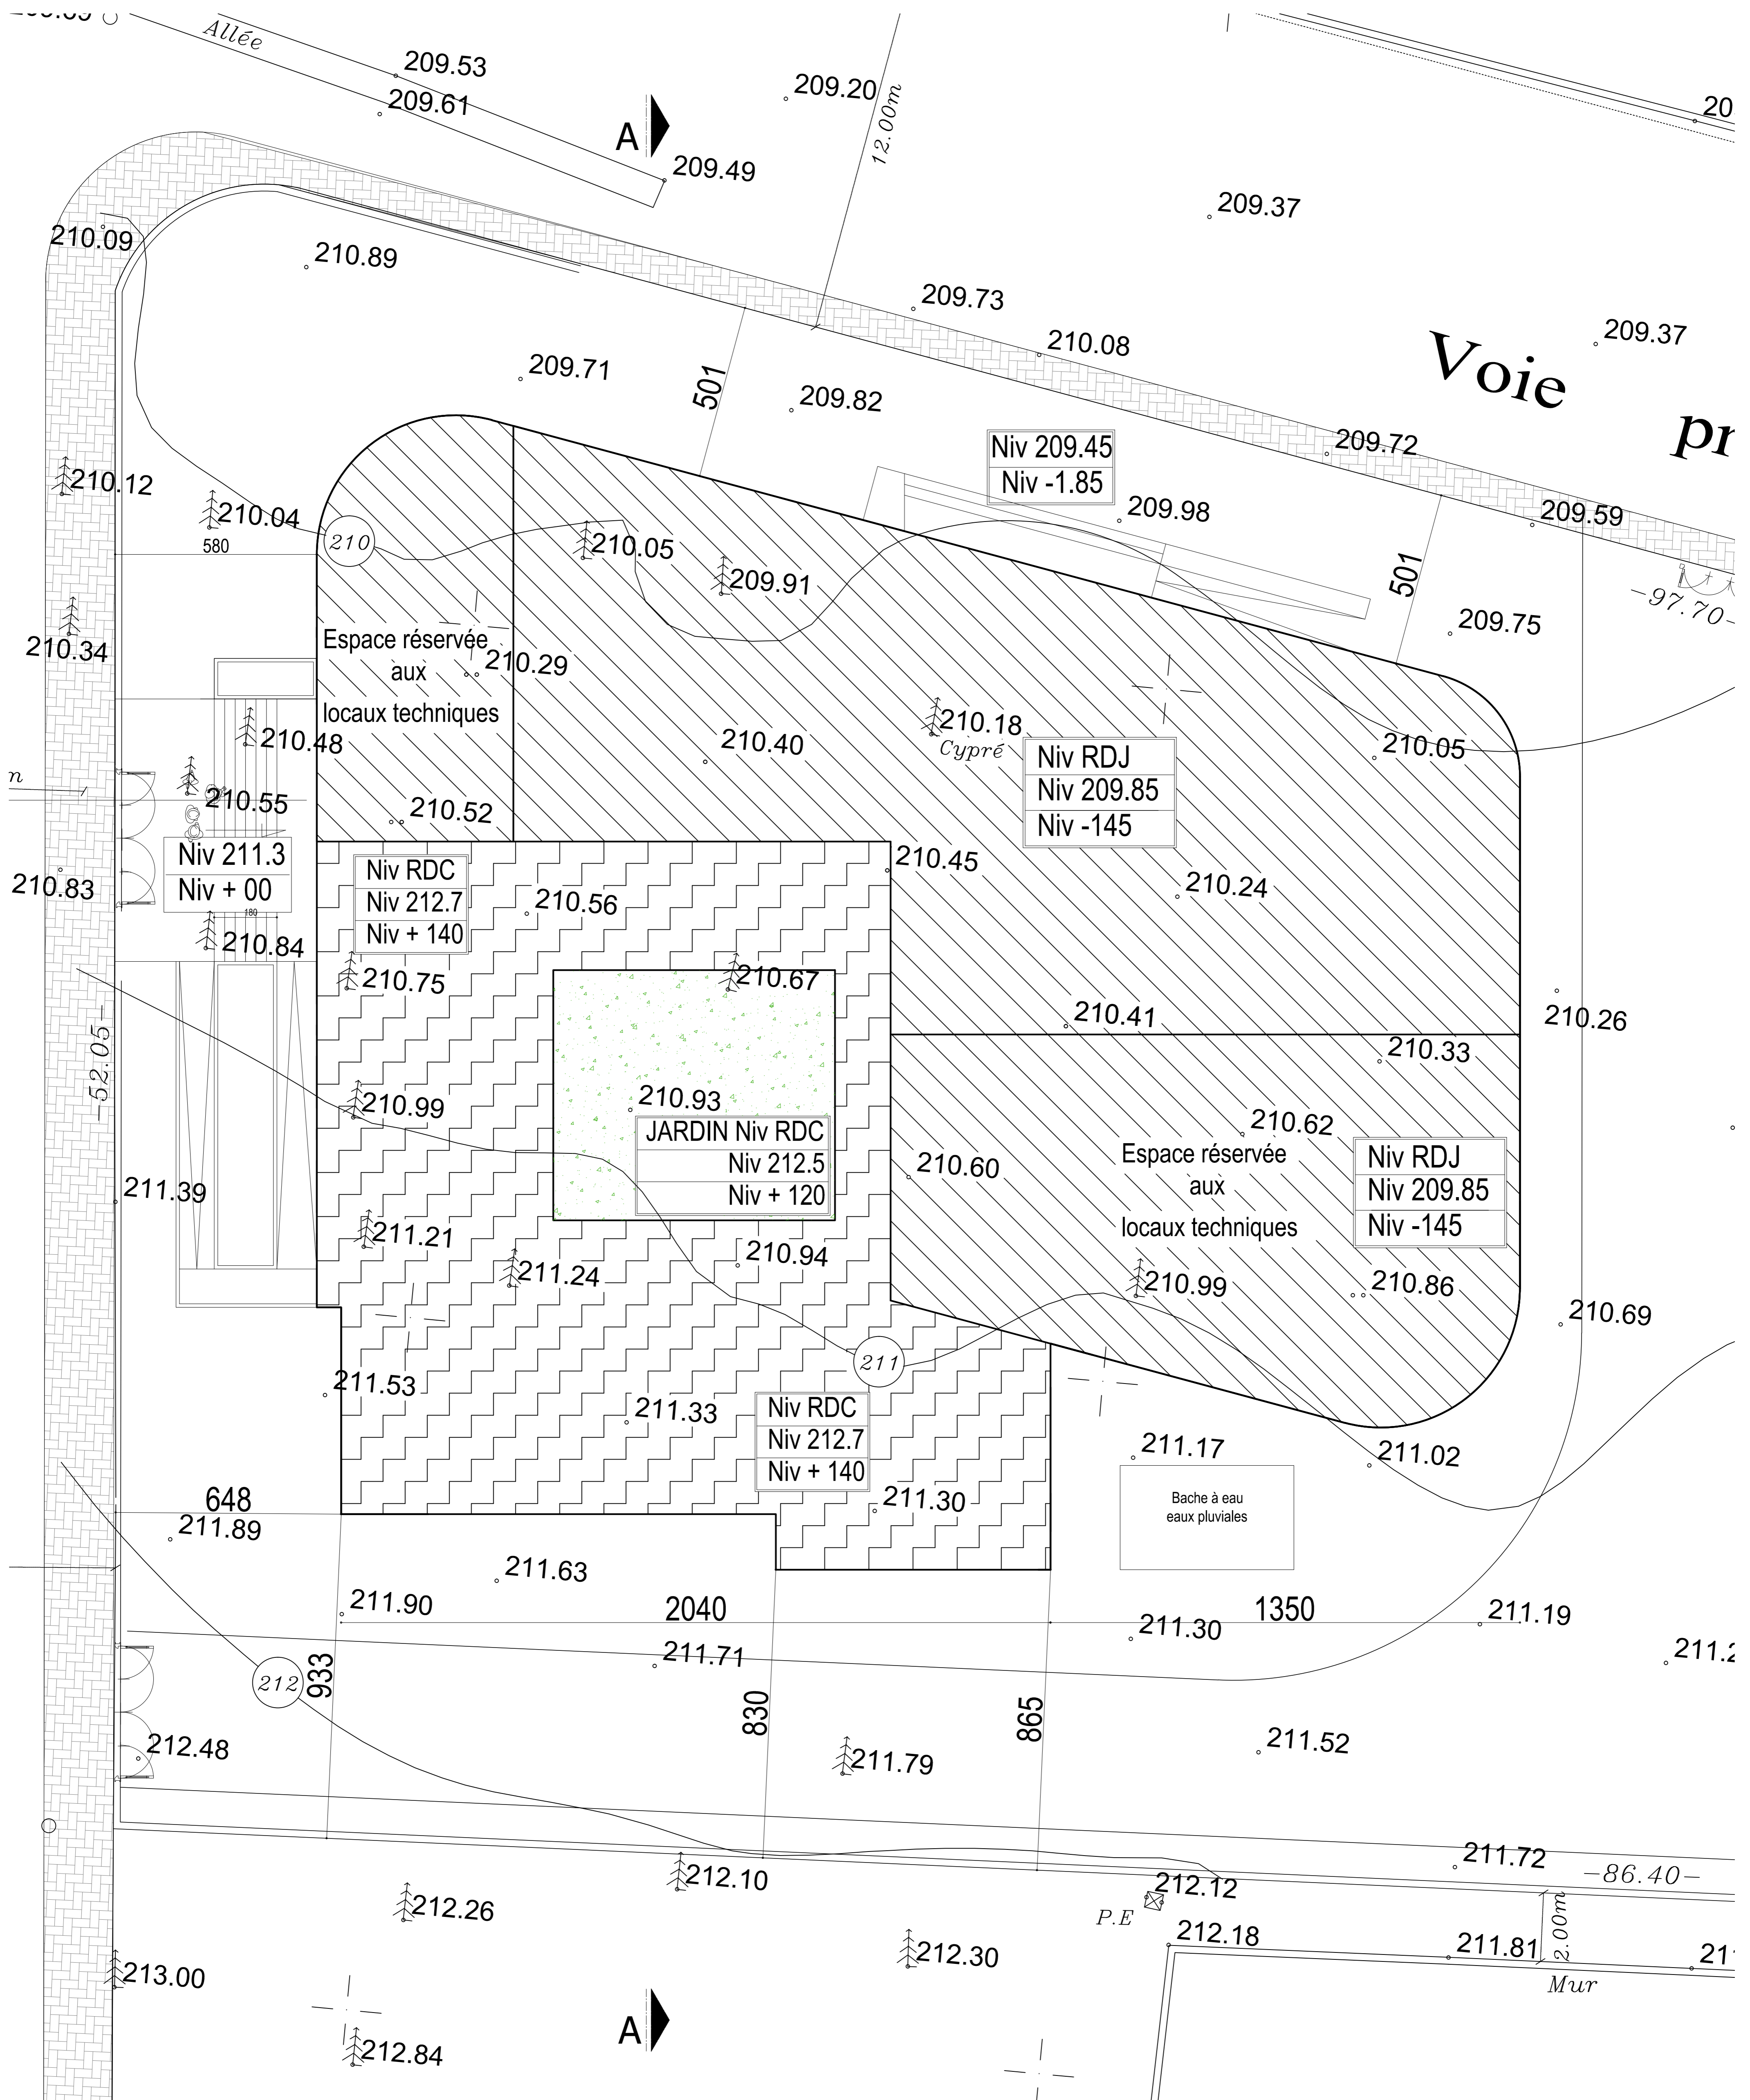 Allée
209.53
209.61
A
209.49
209.20
12.00m
20
209.37
210.09
210.89
209.73
210.08
209.37
Voie
pr
209.71
501
209.82
Niv 209.45
Niv -1.85
209.72
209.98
209.59
210.12
210.04
580
210
210.05
209.91
501
-97.70-
209.75
210.34
Espace réservée
aux
locaux techniques
210.29
210.48
210.40
210.18
Cypré
Niv RDJ
Niv 209.85
Niv -145
210.05
n
210.55
210.52
Niv 211.3
Niv + 00
180
210.83
210.84
Niv RDC
Niv 212.7
Niv + 140
210.56
210.45
210.24
210.75
210.67
210.41
210.26
-52.05-
210.33
210.99
210.93
JARDIN Niv RDC
Niv 212.5
Niv + 120
210.62
210.60
Espace réservée
aux
locaux techniques
Niv RDJ
Niv 209.85
Niv -145
211.39
211.21
211.24
210.94
210.99
210.86
210.69
211
211.53
211.33
Niv RDC
Niv 212.7
Niv + 140
211.17
211.02
648
211.89
211.30
Bache à eau
eaux pluviales
211.63
211.90
2040
1350
211.30
211.19
211.71
211.2
212
933
830
865
212.48
211.79
211.52
211.72
-86.40-
212.10
212.26
212.12
P.E
212.18
211.81
2.00m
211
Mur
212.30
213.00
A
212.84